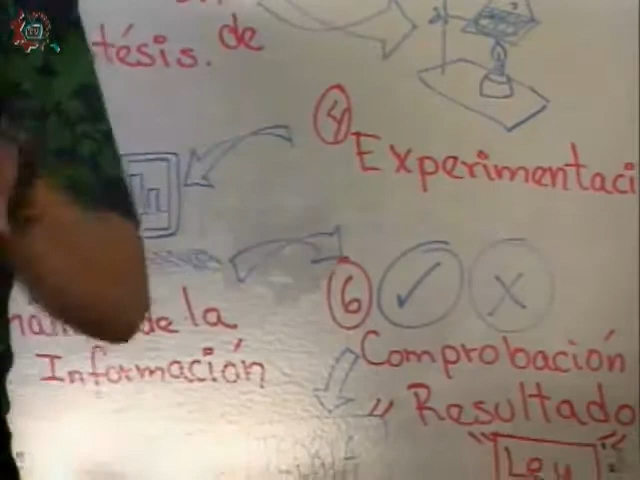 de
tésis.
4
Experimentaci
6
Comprobación
de la
Información
"Resultado
"Ley"